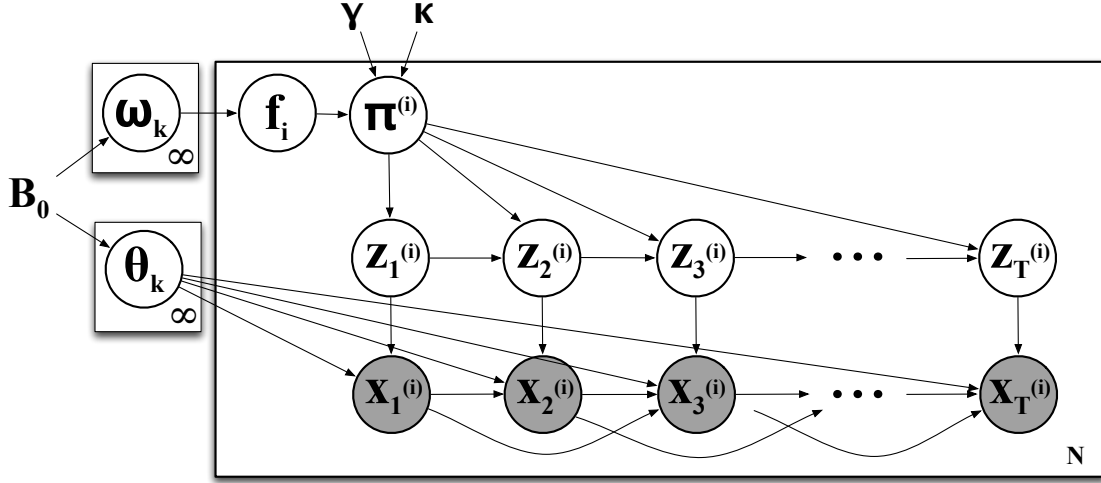 γ κ
ω_k f_i π^(i)
∞
B_0
z_1^(i) z_2^(i) z_3^(i) ••• z_T^(i)
θ_k
∞
x_1^(i) x_2^(i) x_3^(i) ••• x_T^(i)
N